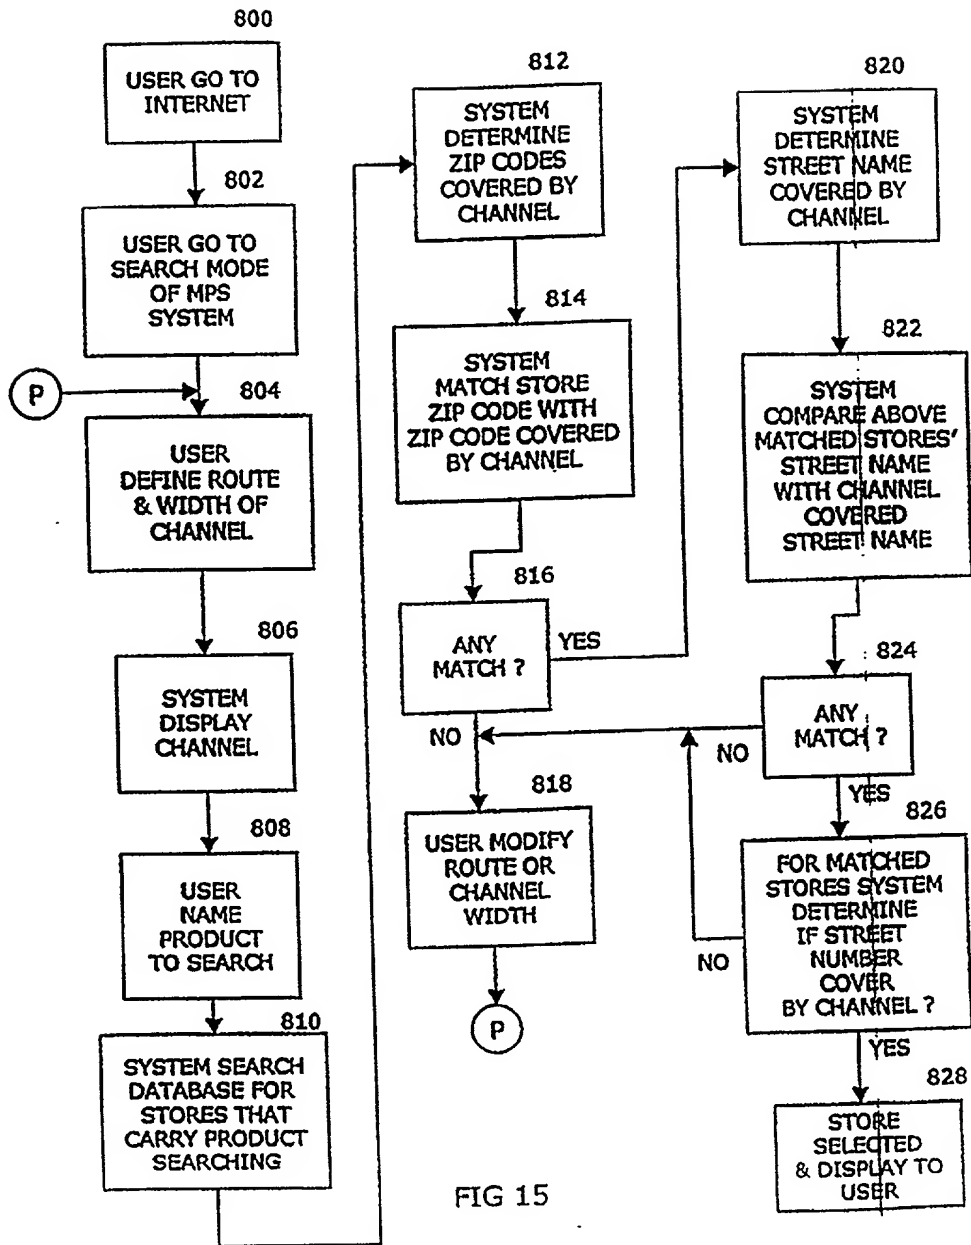 800
USER GO TO
INTERNET
802
USER GO TO
SEARCH MODE
OF MPS
SYSTEM
P
804
USER
DEFINE ROUTE
& WIDTH OF
CHANNEL
806
SYSTEM
DISPLAY
CHANNEL
808
USER
NAME
PRODUCT
TO SEARCH
810
SYSTEM SEARCH
DATABASE FOR
STORES THAT
CARRY PRODUCT
SEARCHING
812
SYSTEM
DETERMINE
ZIP CODES
COVERED BY
CHANNEL
814
SYSTEM
MATCH STORE
ZIP CODE WITH
ZIP CODE COVERED
BY CHANNEL
816
ANY
MATCH ?
YES
NO
818
USER MODIFY
ROUTE OR
CHANNEL
WIDTH
P
820
SYSTEM
DETERMINE
STREET NAME
COVERED BY
CHANNEL
822
SYSTEM
COMPARE ABOVE
MATCHED STORES'
STREET NAME
WITH CHANNEL
COVERED
STREET NAME
824
ANY
MATCH ?
NO
YES
826
FOR MATCHED
STORES SYSTEM
DETERMINE
IF STREET
NUMBER
COVER
BY CHANNEL ?
NO
YES
828
STORE
SELECTED
& DISPLAY TO
USER
FIG 15